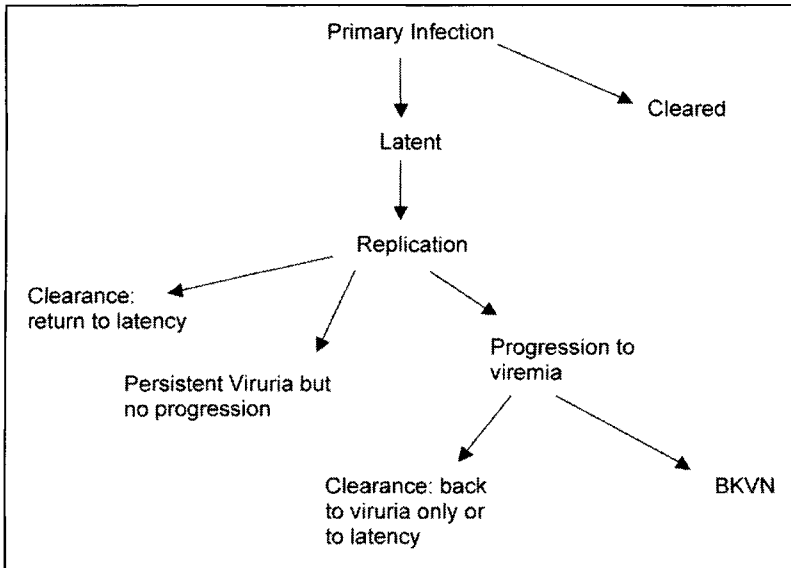 Primary Infection
Cleared
Latent
Replication
Clearance:
return to latency
Persistent Viruria but
no progression
Progression to
viremia
Clearance: back
to viruria only or
to latency
BKVN